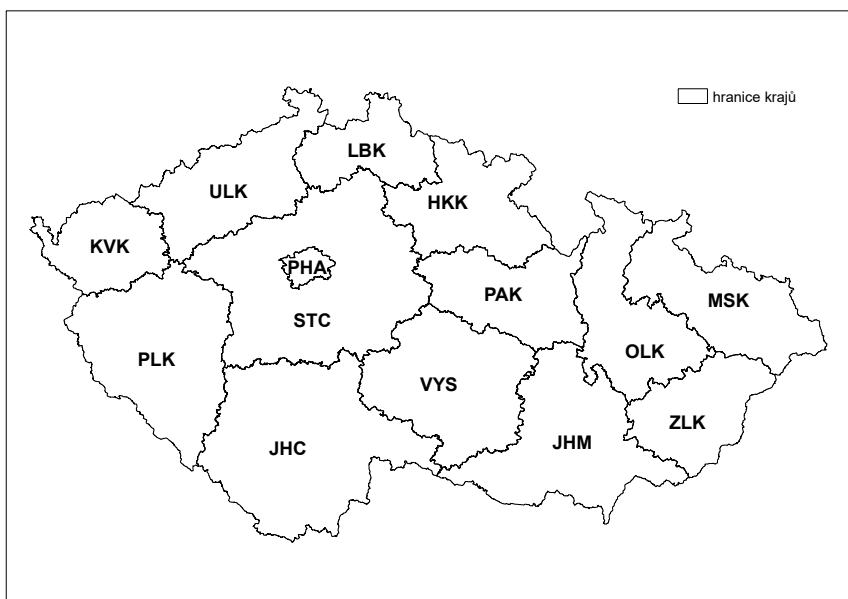 hranice krajů
LBK
ULK
HKK
KVK
PHA
PAK
MSK
STC
OLK
PLK
VYS
ZLK
JHC
JHM